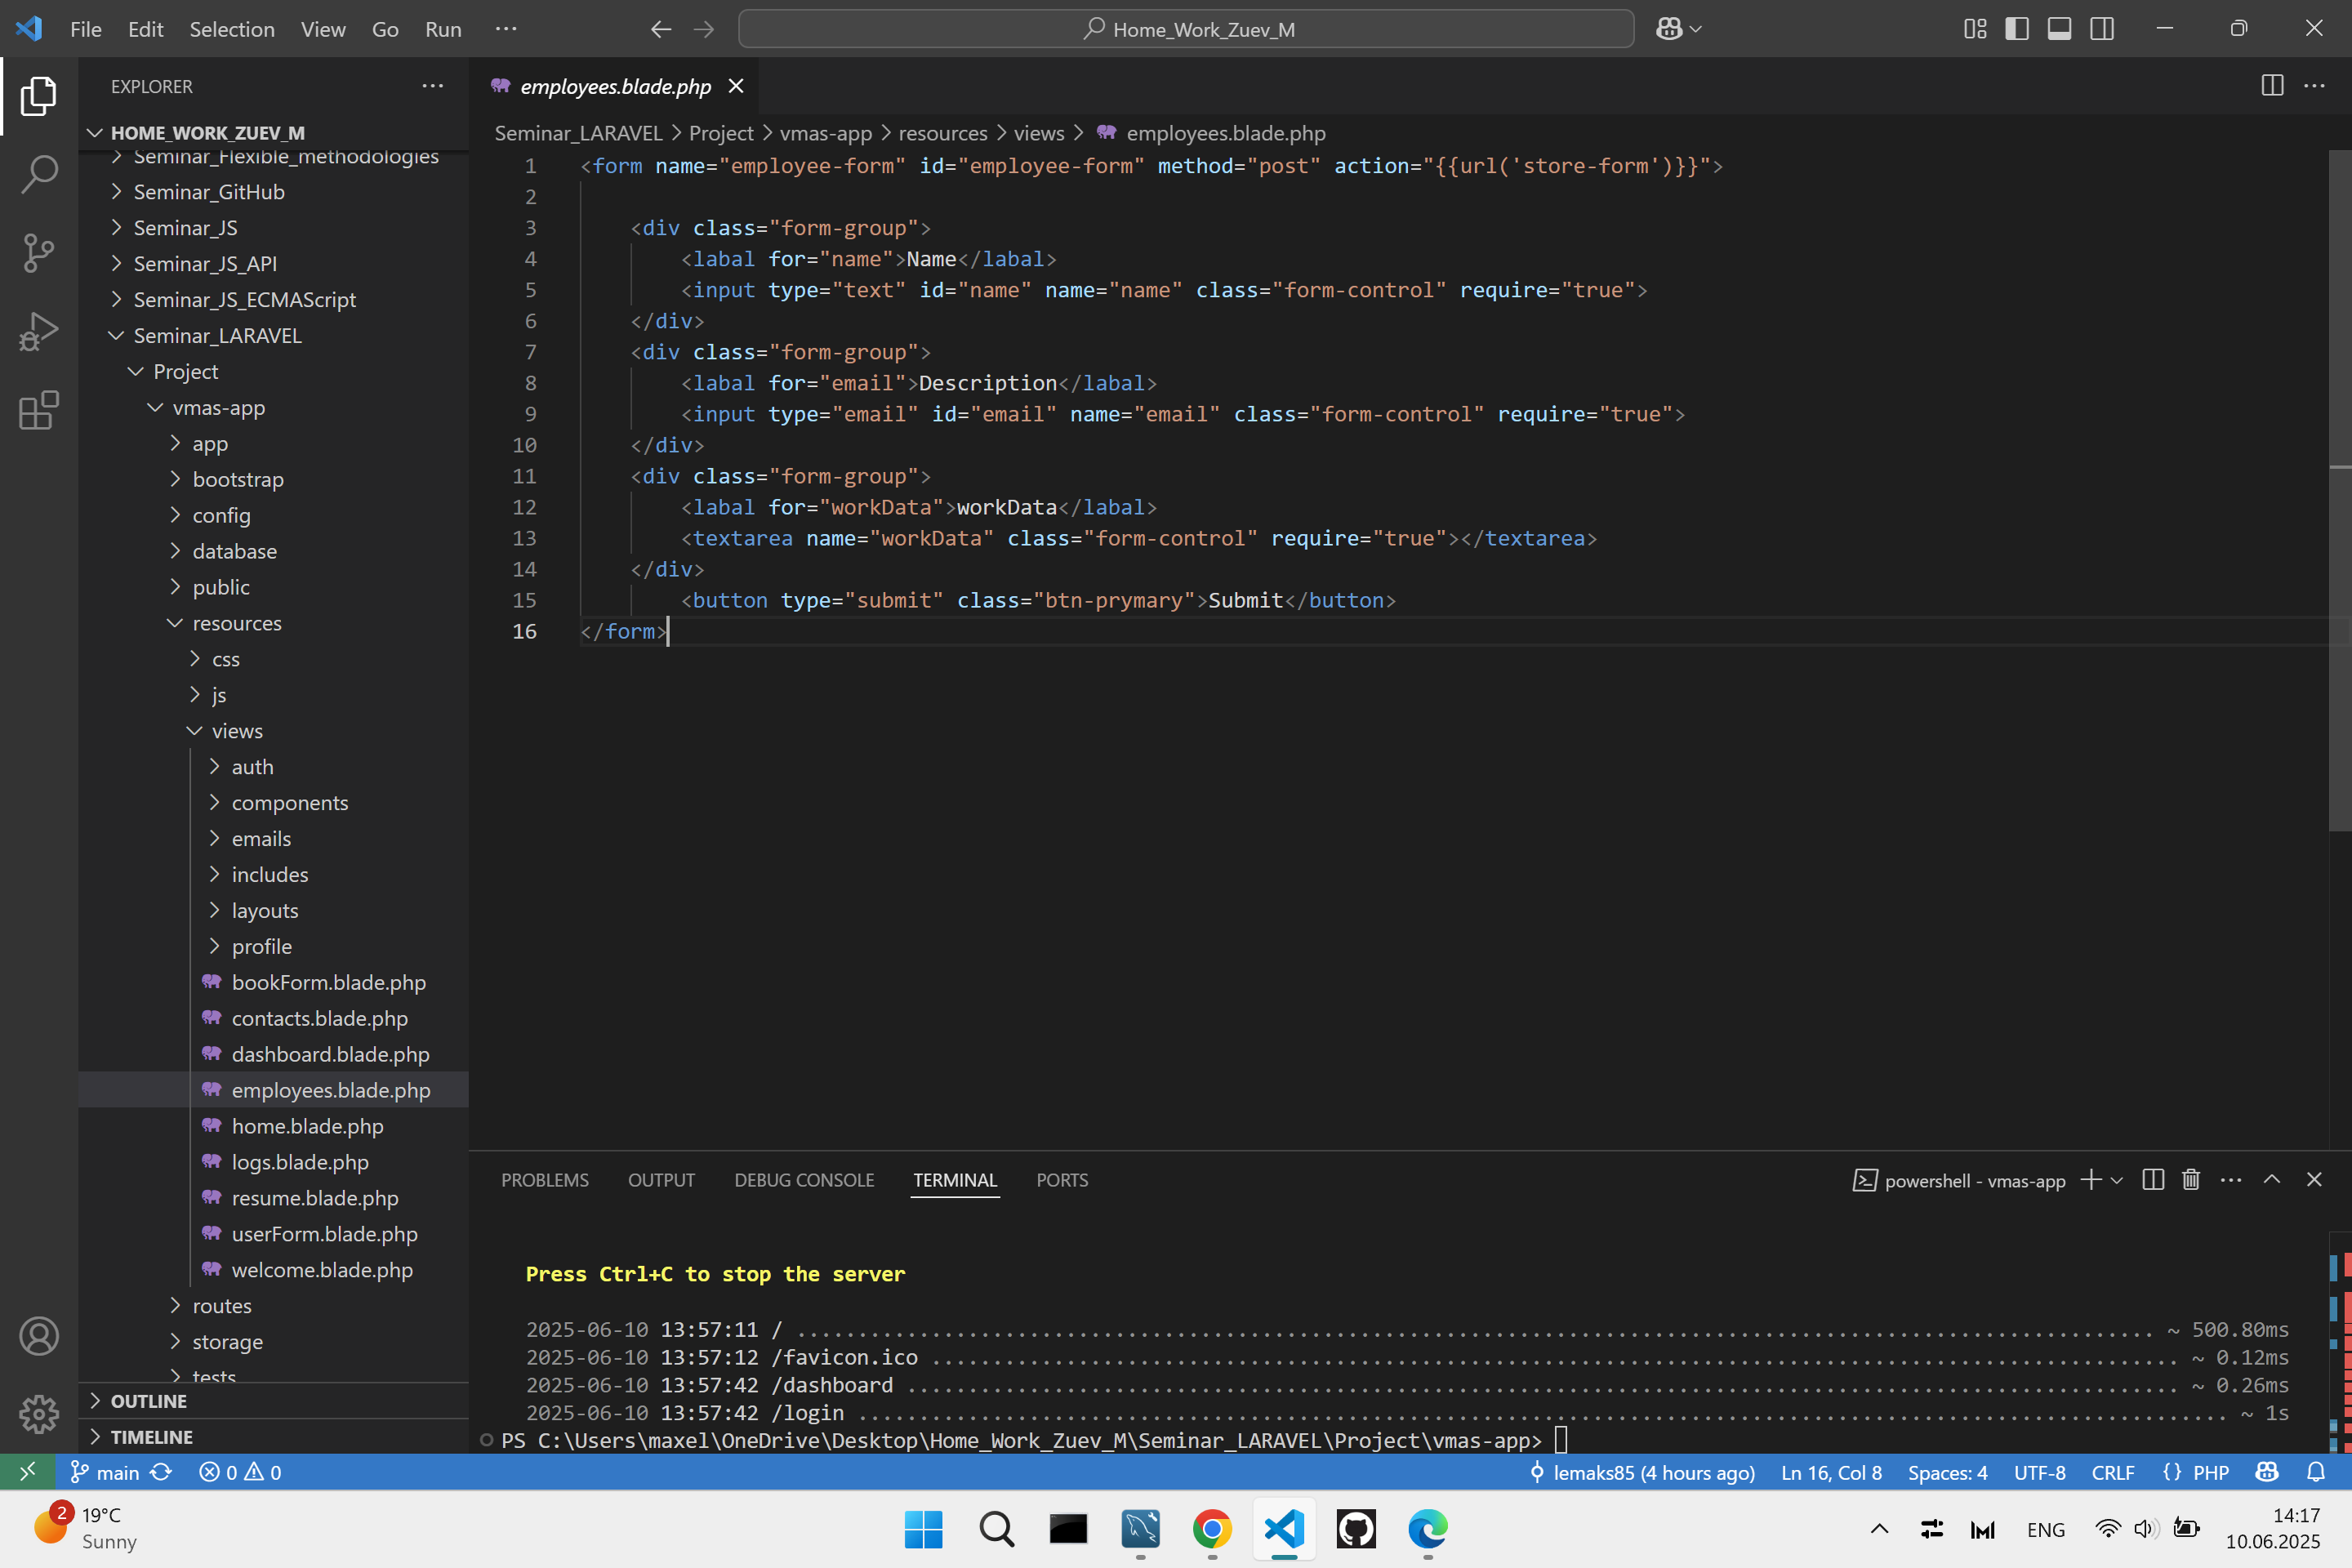 File Edit Selection View Go Run ···
Home_Work_Zuev_M
EXPLORER
HOME_WORK_ZUEV_M
Seminar_Flexible_methodologies
Seminar_GitHub
Seminar_JS
Seminar_JS_API
Seminar_JS_ECMAScript
Seminar_LARAVEL
Project
vmas-app
app
bootstrap
config
database
public
resources
css
js
views
auth
components
emails
includes
layouts
profile
bookForm.blade.php
contacts.blade.php
dashboard.blade.php
employees.blade.php
home.blade.php
logs.blade.php
resume.blade.php
userForm.blade.php
welcome.blade.php
routes
storage
tests
OUTLINE
TIMELINE
employees.blade.php
Seminar_LARAVEL > Project > vmas-app > resources > views > employees.blade.php
1 <form name="employee-form" id="employee-form" method="post" action="{{url('store-form')}}">
2
3 <div class="form-group">
4 <labal for="name">Name</labal>
5 <input type="text" id="name" name="name" class="form-control" require="true">
6 </div>
7 <div class="form-group">
8 <labal for="email">Description</labal>
9 <input type="email" id="email" name="email" class="form-control" require="true">
10 </div>
11 <div class="form-group">
12 <labal for="workData">workData</labal>
13 <textarea name="workData" class="form-control" require="true"></textarea>
14 </div>
15 <button type="submit" class="btn-prymary">Submit</button>
16 </form>
PROBLEMS OUTPUT DEBUG CONSOLE TERMINAL PORTS
powershell - vmas-app
Press Ctrl+C to stop the server
2025-06-10 13:57:11 / ........ ~ 500.80ms
2025-06-10 13:57:12 /favicon.ico ........ ~ 0.12ms
2025-06-10 13:57:42 /dashboard ........ ~ 0.26ms
2025-06-10 13:57:42 /login ........ ~ 1s
PS C:\Users\maxel\OneDrive\Desktop\Home_Work_Zuev_M\Seminar_LARAVEL\Project\vmas-app>
main 0 0
lemaks85 (4 hours ago) Ln 16, Col 8 Spaces: 4 UTF-8 CRLF {} PHP
2 19°C
Sunny
ENG
14:17
10.06.2025